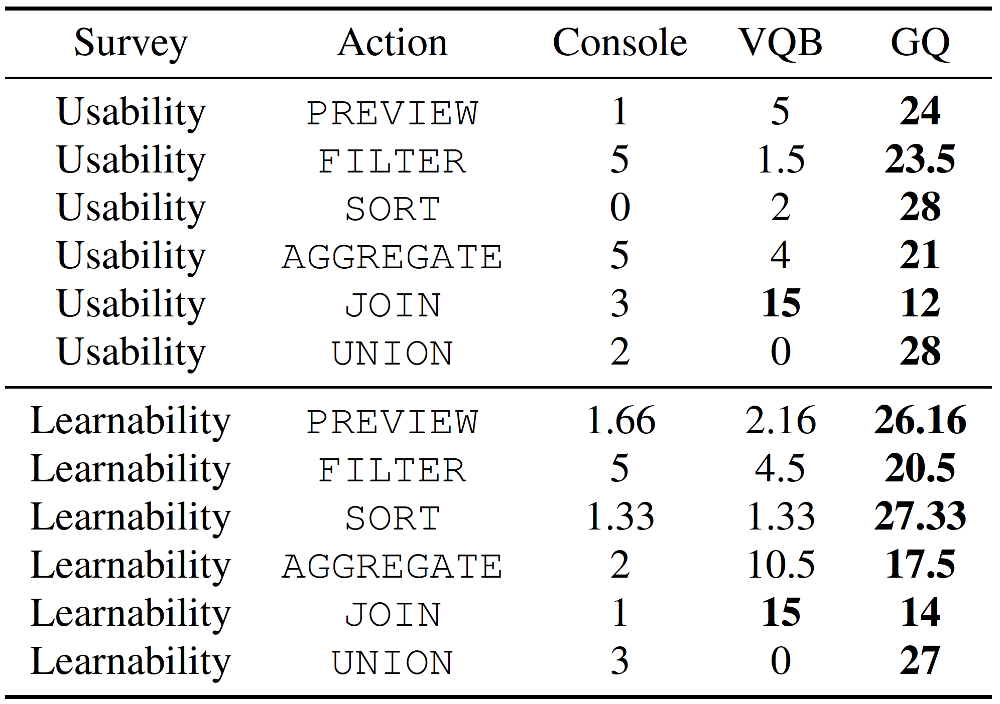 Survey Action Console VQB GQ
Usability PREVIEW 1 5 24
Usability FILTER 5 1.5 23.5
Usability SORT 0 2 28
Usability AGGREGATE 5 4 21
Usability JOIN 3 15 12
Usability UNION 2 0 28
Learnability PREVIEW 1.66 2.16 26.16
Learnability FILTER 5 4.5 20.5
Learnability SORT 1.33 1.33 27.33
Learnability AGGREGATE 2 10.5 17.5
Learnability JOIN 1 15 14
Learnability UNION 3 0 27